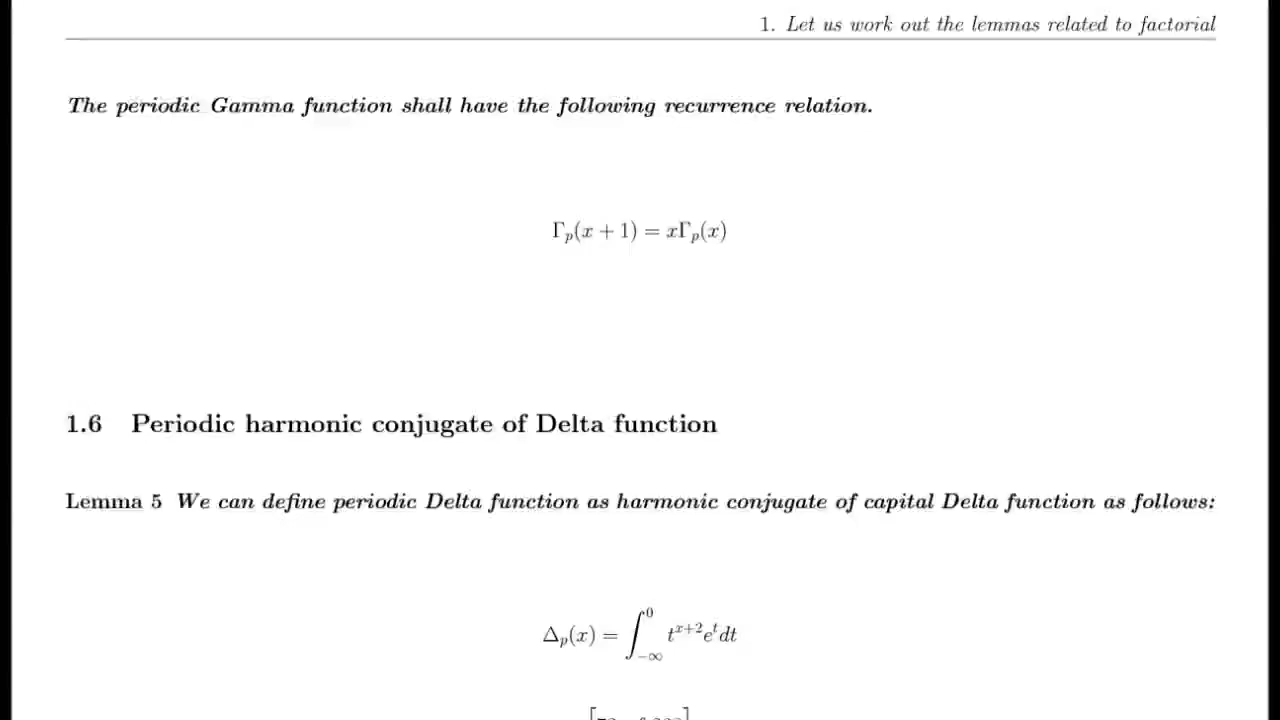 1. Let us work out the lemmas related to factorial
The periodic Gamma function shall have the following recurrence relation.
Γₚ(x + 1) = xΓₚ(x)
1.6 Periodic harmonic conjugate of Delta function
Lemma 5 We can define periodic Delta function as harmonic conjugate of capital Delta function as follows:
Δₚ(x) = ∫_{-∞}^{0} t^{x+2}e^{t}dt